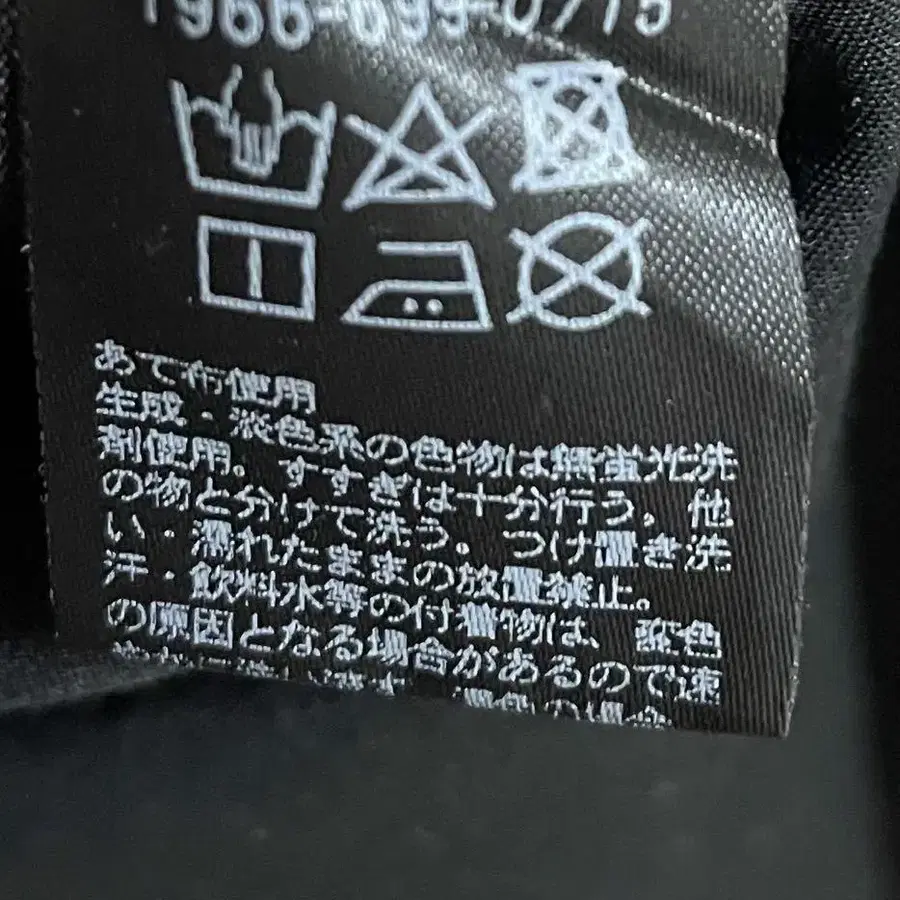 1966-699-0715
あて布使用
生成・淡色系の色物は無蛍光洗
剤使用。すすぎは十分行う。他
の物と分けて洗う。つけ置き洗
い・濡れたままの放置禁止。
汗・飲料水等の付着物は、変色
の原因となる場合があるので速